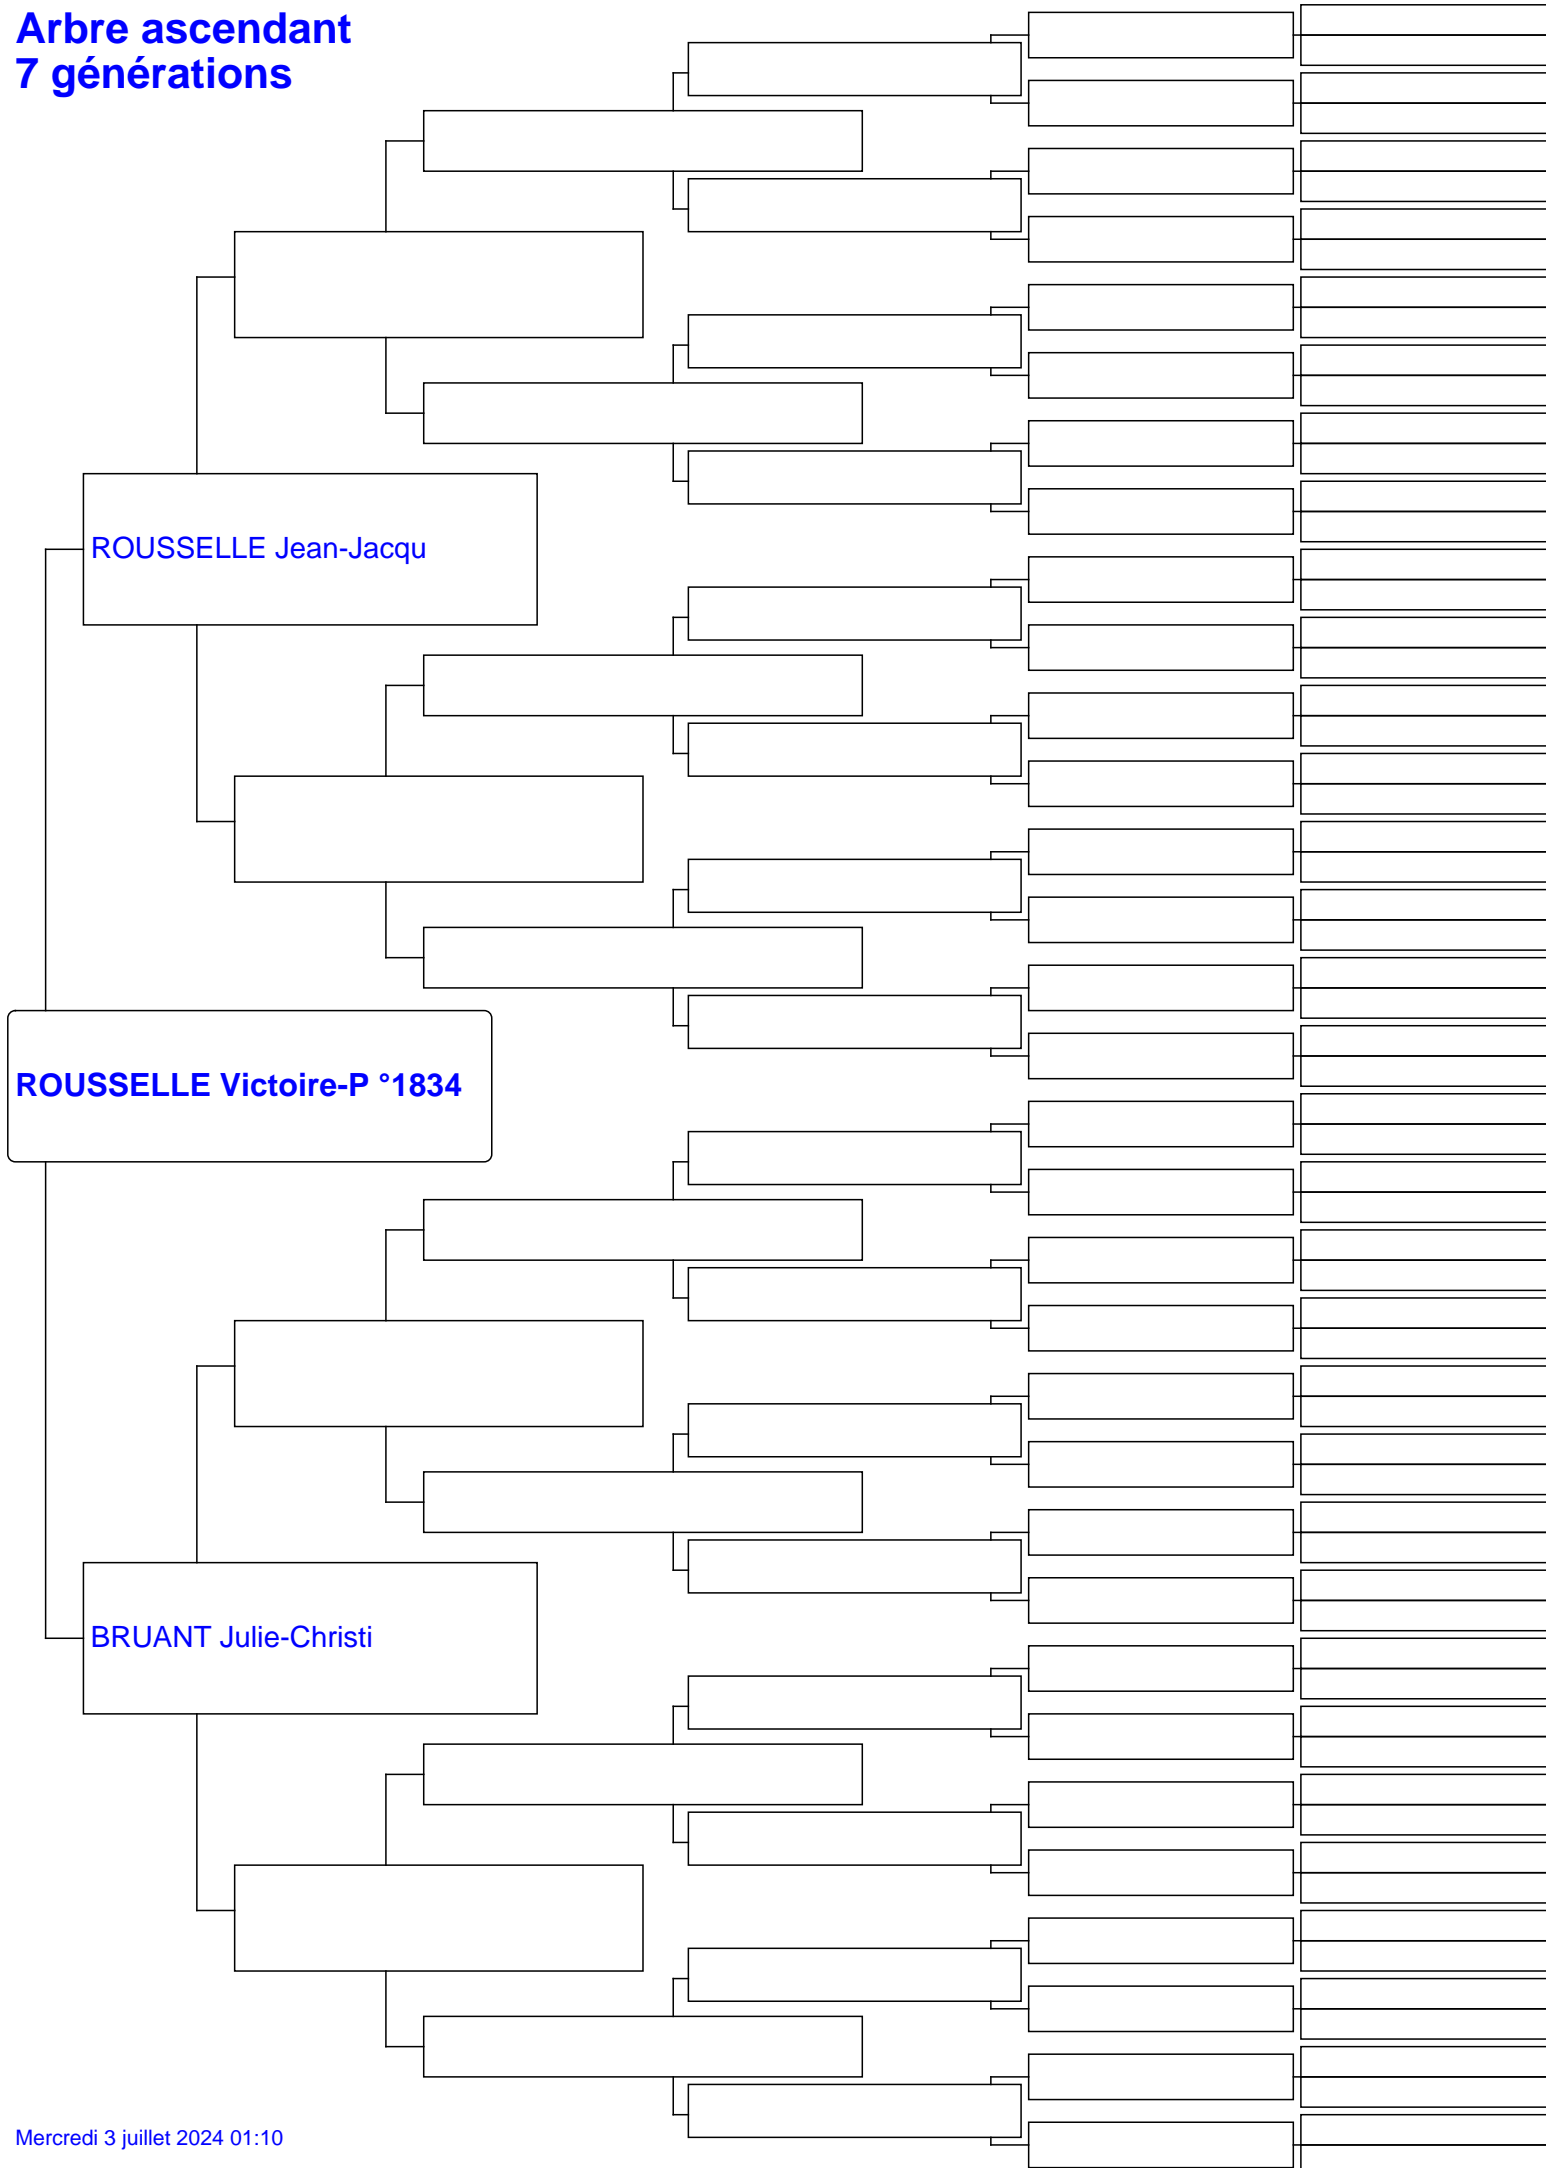 Arbre ascendant
7 générations
ROUSSELLE Jean-Jacqu
ROUSSELLE Victoire-P °1834
BRUANT Julie-Christi
Mercredi 3 juillet 2024 01:10